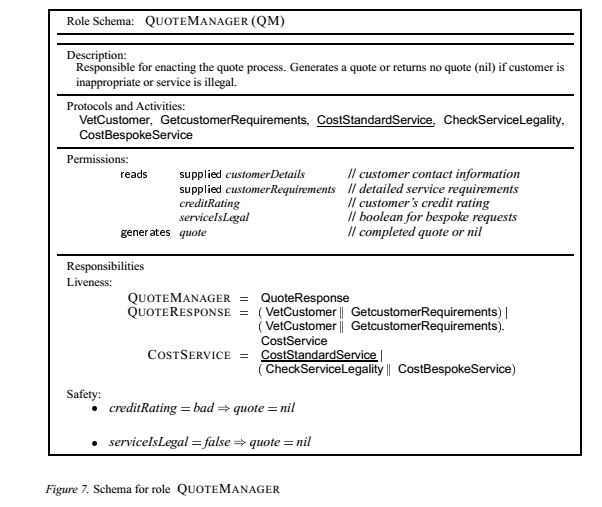 Role Schema: QUOTEMANAGER (QM)
Description:
Responsible for enacting the quote process. Generates a quote or returns no quote (nil) if customer is
inappropriate or service is illegal.
Protocols and Activities:
VetCustomer, GetcustomerRequirements, CostStandardService, CheckServiceLegality,
CostBespokeService
Permissions:
reads supplied customerDetails // customer contact information
supplied customerRequirements // detailed service requirements
creditRating // customer's credit rating
serviceIsLegal // boolean for bespoke requests
generates quote // completed quote or nil
Responsibilities
Liveness:
QUOTEMANAGER = QuoteResponse
QUOTERESPONSE = ( VetCustomer || GetcustomerRequirements) |
( VetCustomer || GetcustomerRequirements).
CostService
COSTSERVICE = CostStandardService |
( CheckServiceLegality || CostBespokeService)
Safety:
• creditRating = bad ⇒ quote = nil
• serviceIsLegal = false ⇒ quote = nil
Figure 7. Schema for role QUOTEMANAGER